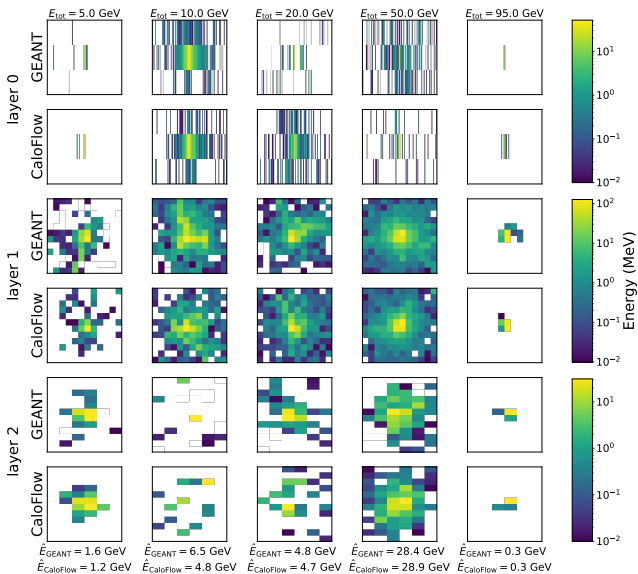 E_tot = 5.0 GeV E_tot = 10.0 GeV E_tot = 20.0 GeV E_tot = 50.0 GeV E_tot = 95.0 GeV
layer 0
GEANT
CaloFlow
10^1
10^0
10^−1
10^−2
layer 1
GEANT
CaloFlow
10^2
10^1
10^0
10^−1
10^−2
Energy (MeV)
layer 2
GEANT
CaloFlow
10^1
10^0
10^−1
10^−2
Ê_GEANT = 1.6 GeV Ê_GEANT = 6.5 GeV Ê_GEANT = 4.8 GeV Ê_GEANT = 28.4 GeV Ê_GEANT = 0.3 GeV
Ê_CaloFlow = 1.2 GeV Ê_CaloFlow = 4.8 GeV Ê_CaloFlow = 4.7 GeV Ê_CaloFlow = 28.9 GeV Ê_CaloFlow = 0.3 GeV